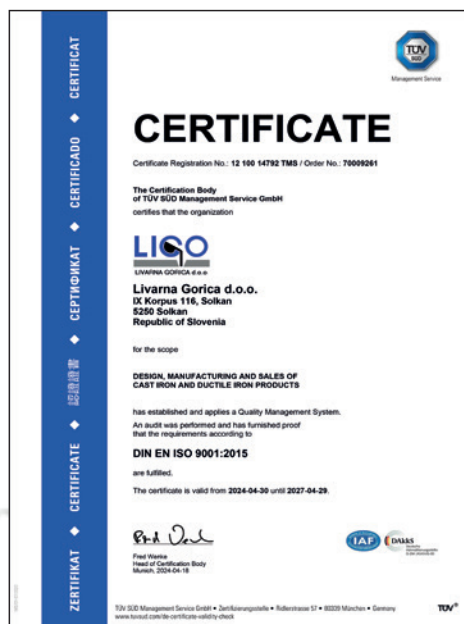 ZERTIFIKAT ◆ CERTIFICATE ◆ 認證證書 ◆ СЕРТИФИКАТ ◆ CERTIFICADO ◆ CERTIFICAT
TÜV
SÜD
Management Service
CERTIFICATE
Certificate Registration No.: 12 100 14792 TMS / Order No.: 70009261
The Certification Body
of TÜV SÜD Management Service GmbH
certifies that the organization
LIGO
LIVARNA GORICA d.o.o
Livarna Gorica d.o.o.
IX Korpus 116, Solkan
5250 Solkan
Republic of Slovenia
for the scope
DESIGN, MANUFACTURING AND SALES OF
CAST IRON AND DUCTILE IRON PRODUCTS
has established and applies a Quality Management System.
An audit was performed and has furnished proof
that the requirements according to
DIN EN ISO 9001:2015
are fulfilled.
The certificate is valid from 2024-04-30 until 2027-04-29.
Fred Wenke
Head of Certification Body
Munich, 2024-04-18
IAF
DAkkS
TÜV SÜD Management Service GmbH • Zertifizierungsstelle • Ridlerstrasse 57 • 80339 München • Germany
www.tuvsud.com/de-certificate-validity-check
TÜV®